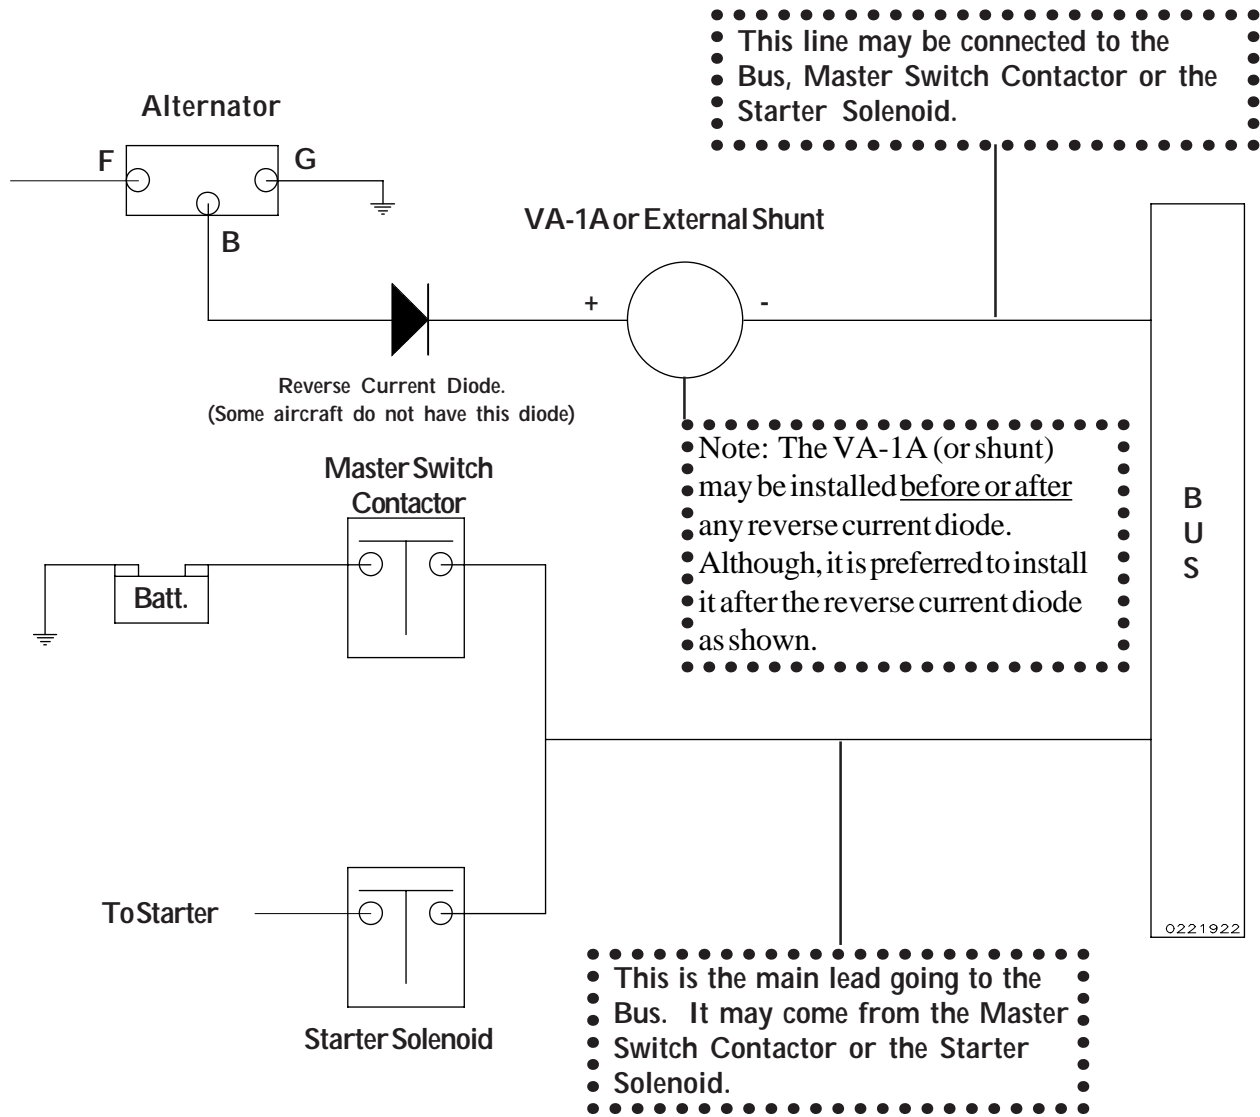 This line may be connected to the
Bus, Master Switch Contactor or the
Starter Solenoid.
Alternator
F
G
B
VA-1A or External Shunt
+
-
Reverse Current Diode.
(Some aircraft do not have this diode)
Note: The VA-1A (or shunt)
may be installed before or after
any reverse current diode.
Although, it is preferred to install
it after the reverse current diode
as shown.
B
U
S
Master Switch
Contactor
Batt.
To Starter
Starter Solenoid
0221922
This is the main lead going to the
Bus. It may come from the Master
Switch Contactor or the Starter
Solenoid.